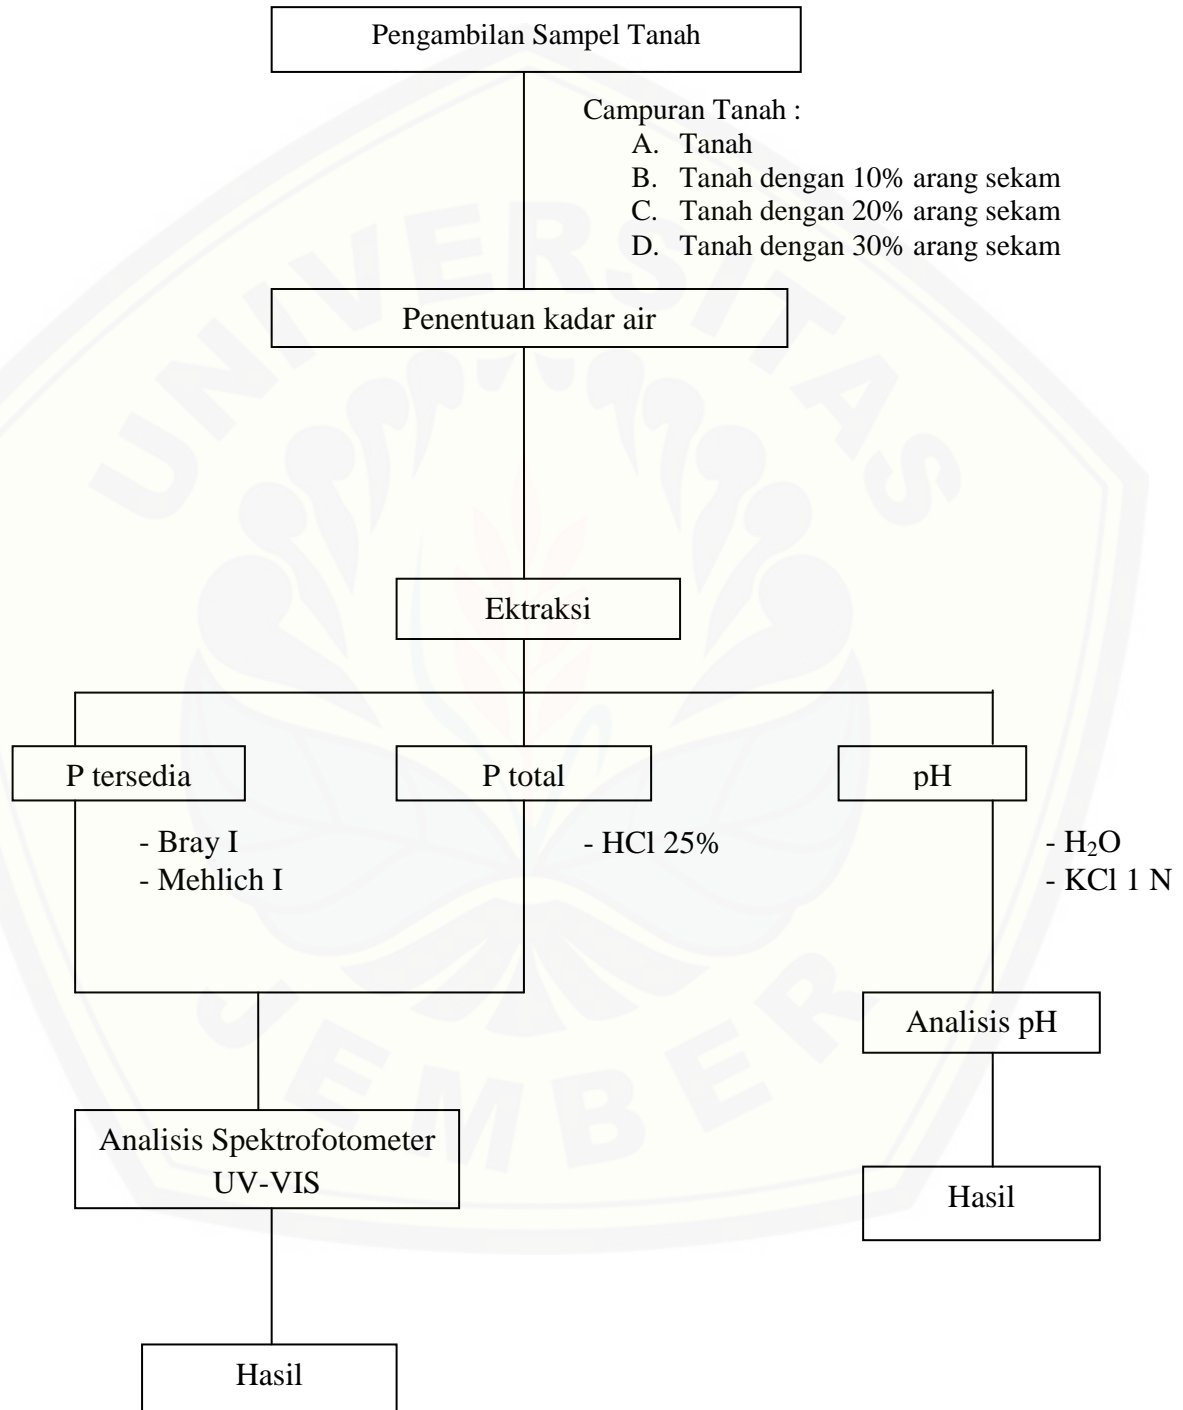 Pengambilan Sampel Tanah
Campuran Tanah :
A. Tanah
B. Tanah dengan 10% arang sekam
C. Tanah dengan 20% arang sekam
D. Tanah dengan 30% arang sekam
Penentuan kadar air
Ektraksi
P tersedia
P total
pH
- Bray I
- Mehlich I
- HCl 25%
- H₂O
- KCl 1 N
Analisis pH
Analisis Spektrofotometer
UV-VIS
Hasil
Hasil
UNIVERSITAS
JEMBER